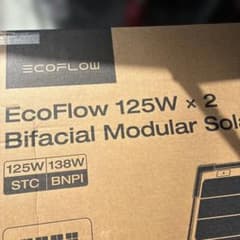 ECOFLOW
EcoFlow 125W × 2
Bifacial Modular Sola
125W 138W
STC BNPI